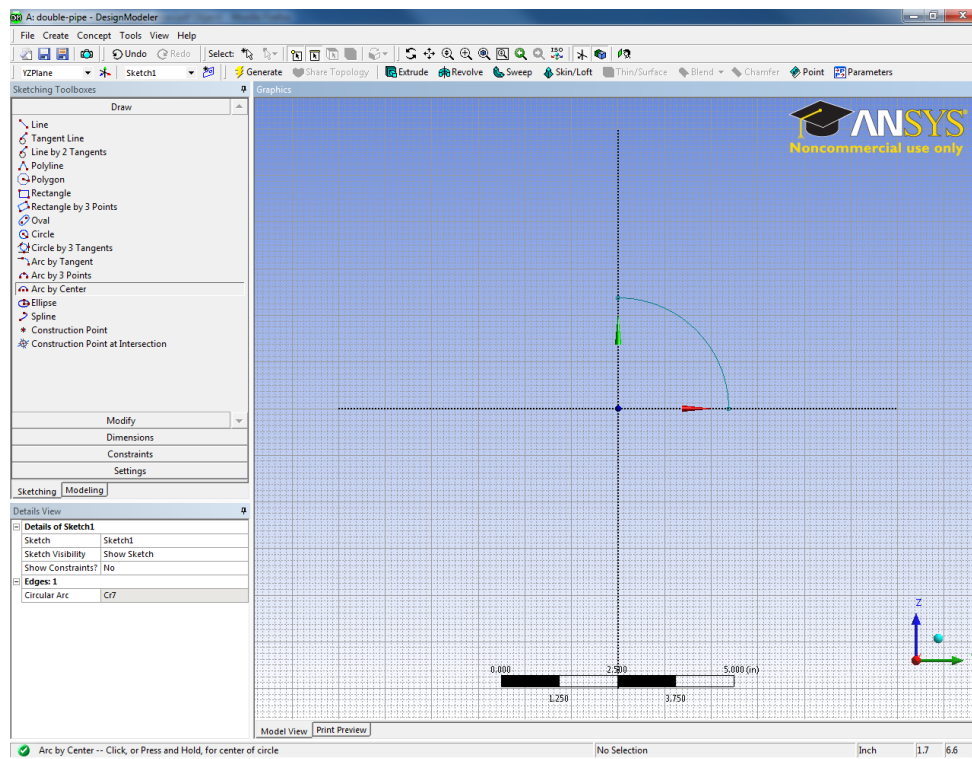 A: double-pipe - DesignModeler
File Create Concept Tools View Help
Undo Redo Select:
YZPlane Sketch1 Generate Share Topology Extrude Revolve Sweep Skin/Loft Thin/Surface Blend Chamfer Point Parameters
Sketching Toolboxes
Draw
Line
Tangent Line
Line by 2 Tangents
Polyline
Polygon
Rectangle
Rectangle by 3 Points
Oval
Circle
Circle by 3 Tangents
Arc by Tangent
Arc by 3 Points
Arc by Center
Ellipse
Spline
Construction Point
Construction Point at Intersection
Modify
Dimensions
Constraints
Settings
Sketching Modeling
Details View
Details of Sketch1
Sketch Sketch1
Sketch Visibility Show Sketch
Show Constraints? No
Edges: 1
Circular Arc Cr7
Graphics
ANSYS
Noncommercial use only
Z
0.000 2.500 5.000 (in)
1.250 3.750
Model View Print Preview
Arc by Center -- Click, or Press and Hold, for center of circle No Selection Inch 1.7 6.6